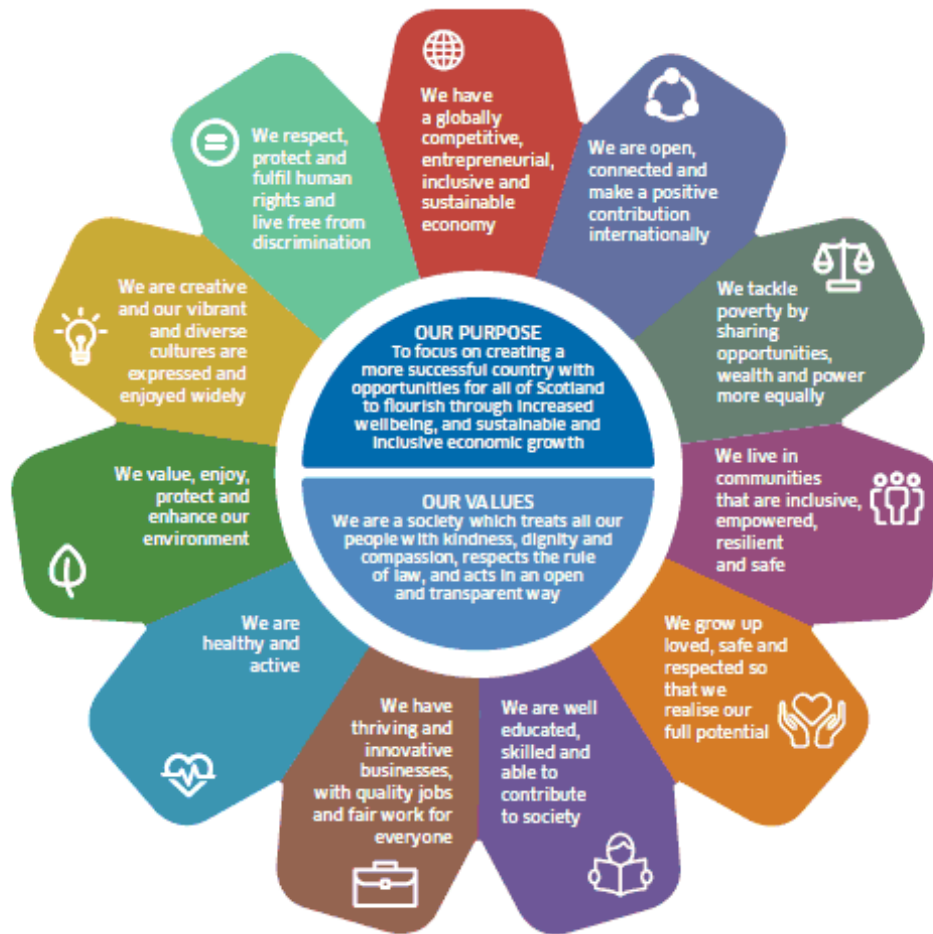 We have
a globally
competitive,
entrepreneurial,
inclusive and
sustainable
economy
We are open,
connected and
make a positive
contribution
internationally
We tackle
poverty by
sharing
opportunities,
wealth and power
more equally
We live in
communities
that are inclusive,
empowered,
resilient
and safe
We grow up
loved, safe and
respected so
that we
realise our
full potential
We are well
educated,
skilled and
able to
contribute
to society
We have
thriving and
innovative
businesses,
with quality jobs
and fair work for
everyone
We are
healthy and
active
We value, enjoy,
protect and
enhance our
environment
We are creative
and our vibrant
and diverse
cultures are
expressed and
enjoyed widely
We respect,
protect and
fulfil human
rights and
live free from
discrimination
OUR PURPOSE
To focus on creating a
more successful country with
opportunities for all of Scotland
to flourish through increased
wellbeing, and sustainable and
inclusive economic growth
OUR VALUES
We are a society which treats all our
people with kindness, dignity and
compassion, respects the rule
of law, and acts in an open
and transparent way